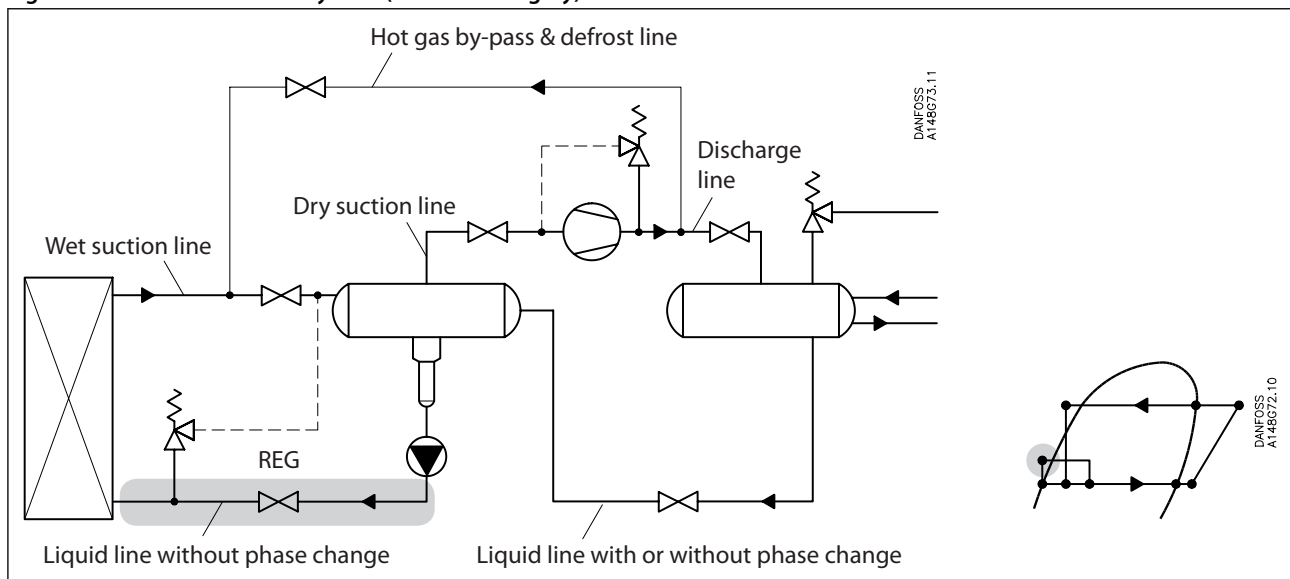 Hot gas by-pass & defrost line
DANFOSS
A148G73.11
Discharge
line
Dry suction line
Wet suction line
REG
DANFOSS
A148G72.10
Liquid line without phase change
Liquid line with or without phase change